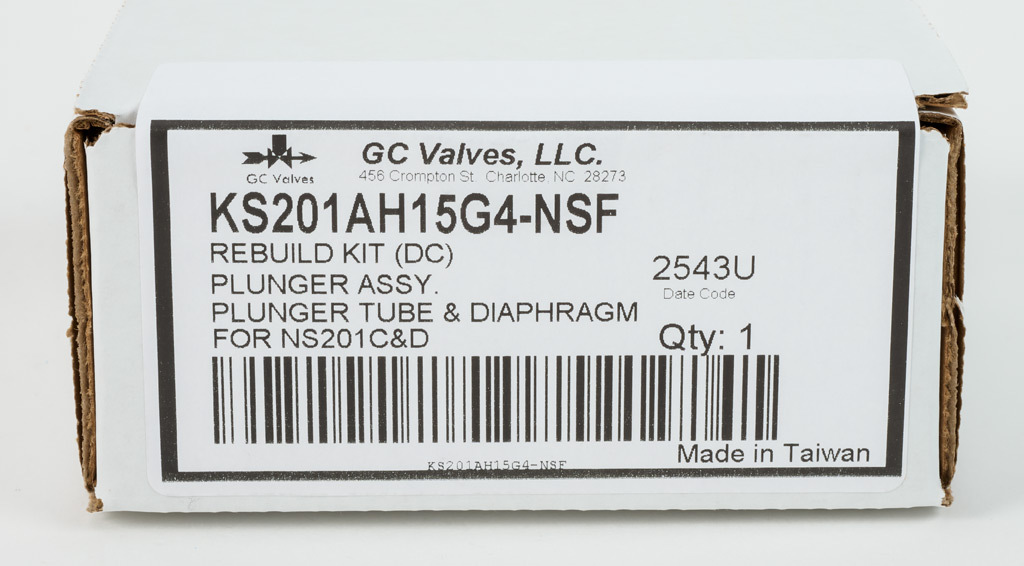 GC Valves
GC Valves, LLC.
456 Crompton St Charlotte, NC 28273
KS201AH15G4-NSF
REBUILD KIT (DC)
PLUNGER ASSY.
PLUNGER TUBE & DIAPHRAGM
FOR NS201C&D
2543U
Date Code
Qty: 1
Made in Taiwan
KS201AH15G4-NSF